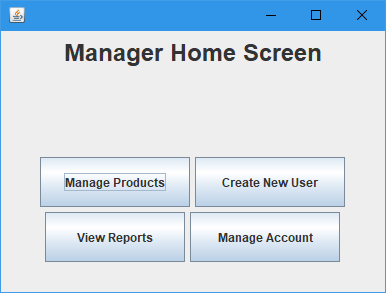 Manager Home Screen
Manage Products
Create New User
View Reports
Manage Account